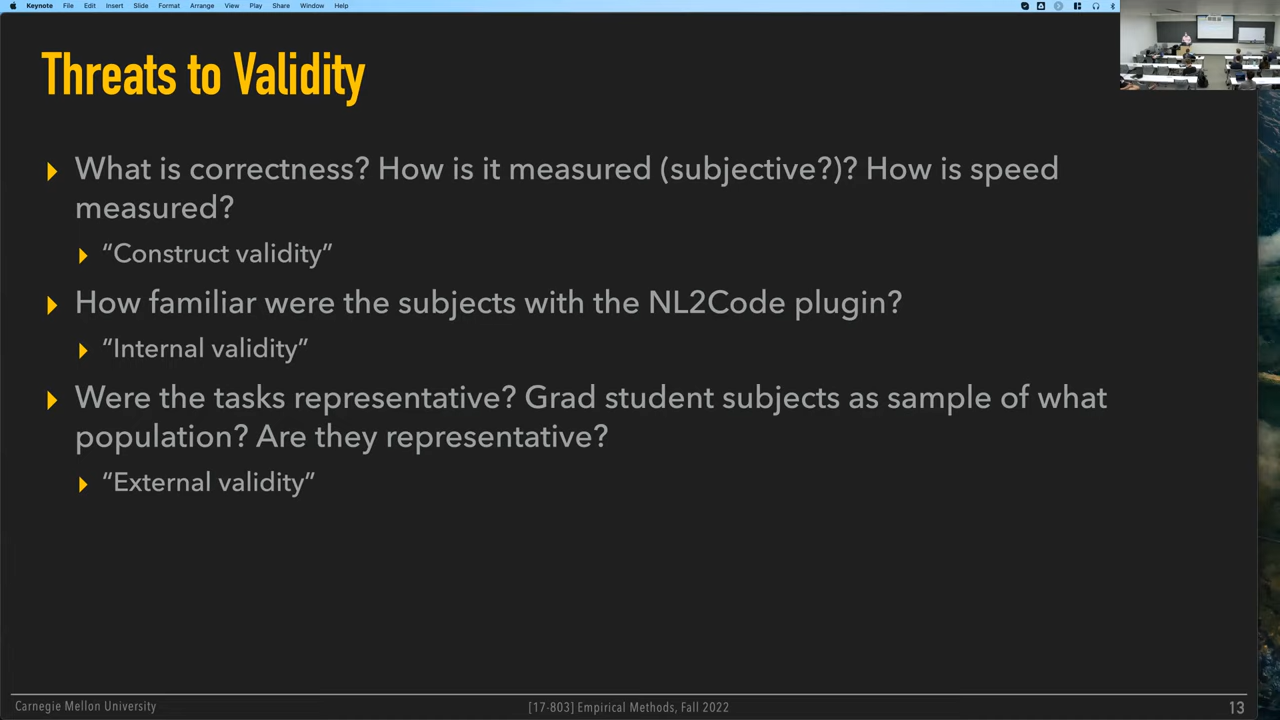 Keynote File Edit Insert Slide Format Arrange View Play Share Window Help
Threats to Validity
What is correctness? How is it measured (subjective?)? How is speed
measured?
“Construct validity”
How familiar were the subjects with the NL2Code plugin?
“Internal validity”
Were the tasks representative? Grad student subjects as sample of what
population? Are they representative?
“External validity”
Carnegie Mellon University
[17-803] Empirical Methods, Fall 2022
13